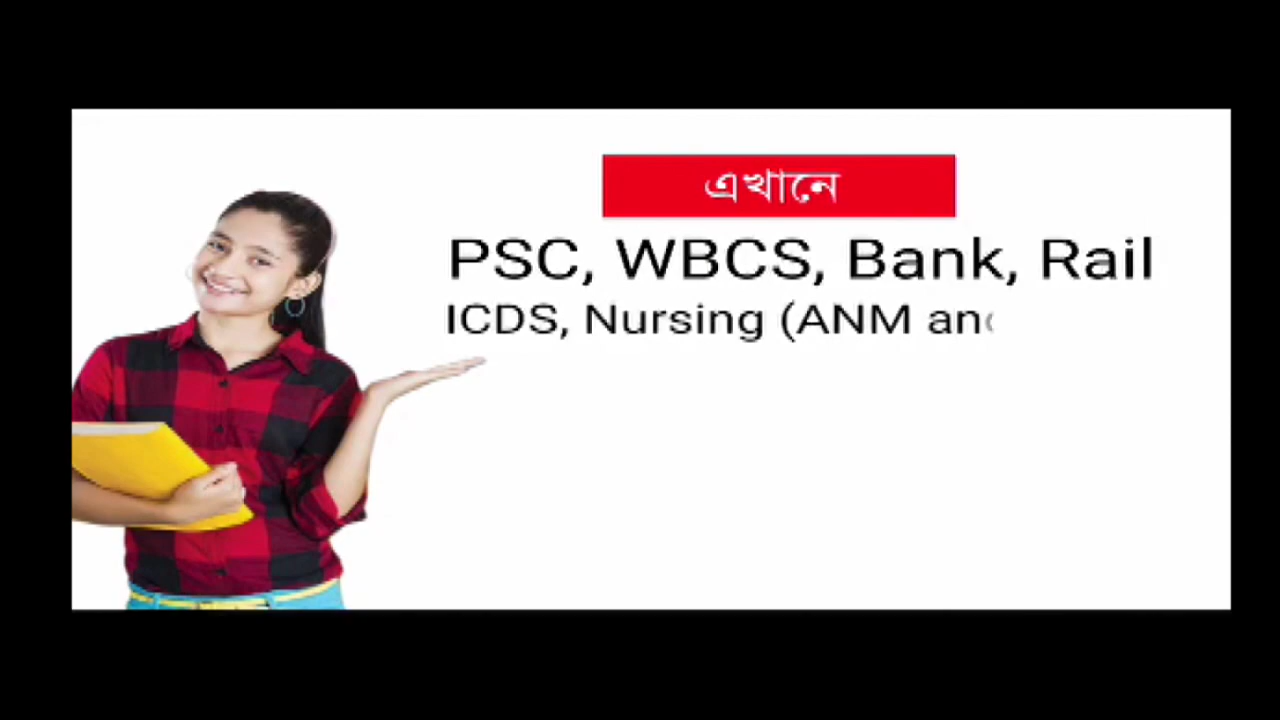 এখানে
PSC, WBCS, Bank, Rail
ICDS, Nursing (ANM